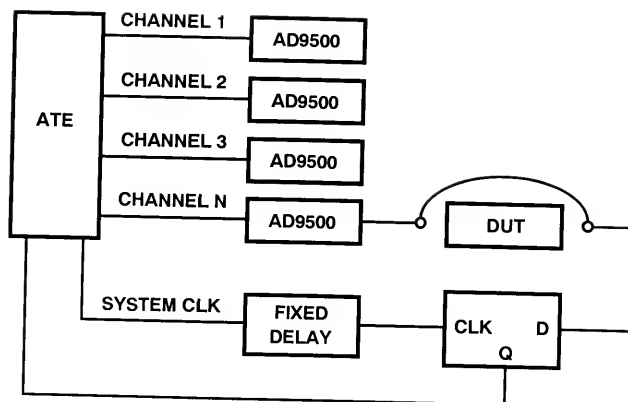 CHANNEL 1
AD9500
CHANNEL 2
AD9500
ATE
CHANNEL 3
AD9500
CHANNEL N
AD9500
DUT
SYSTEM CLK
FIXED
DELAY
CLK
D
Q